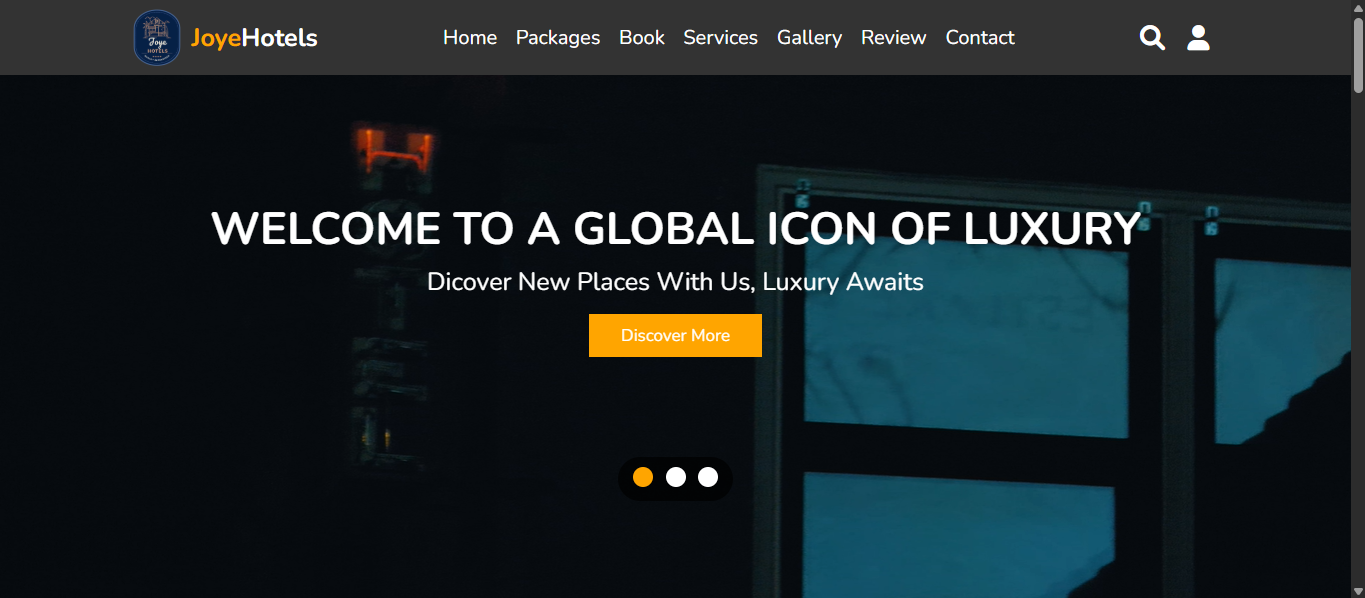 Joye
HOTELS
JoyeHotels
Home Packages Book Services Gallery Review Contact
WELCOME TO A GLOBAL ICON OF LUXURY
Dicover New Places With Us, Luxury Awaits
Discover More